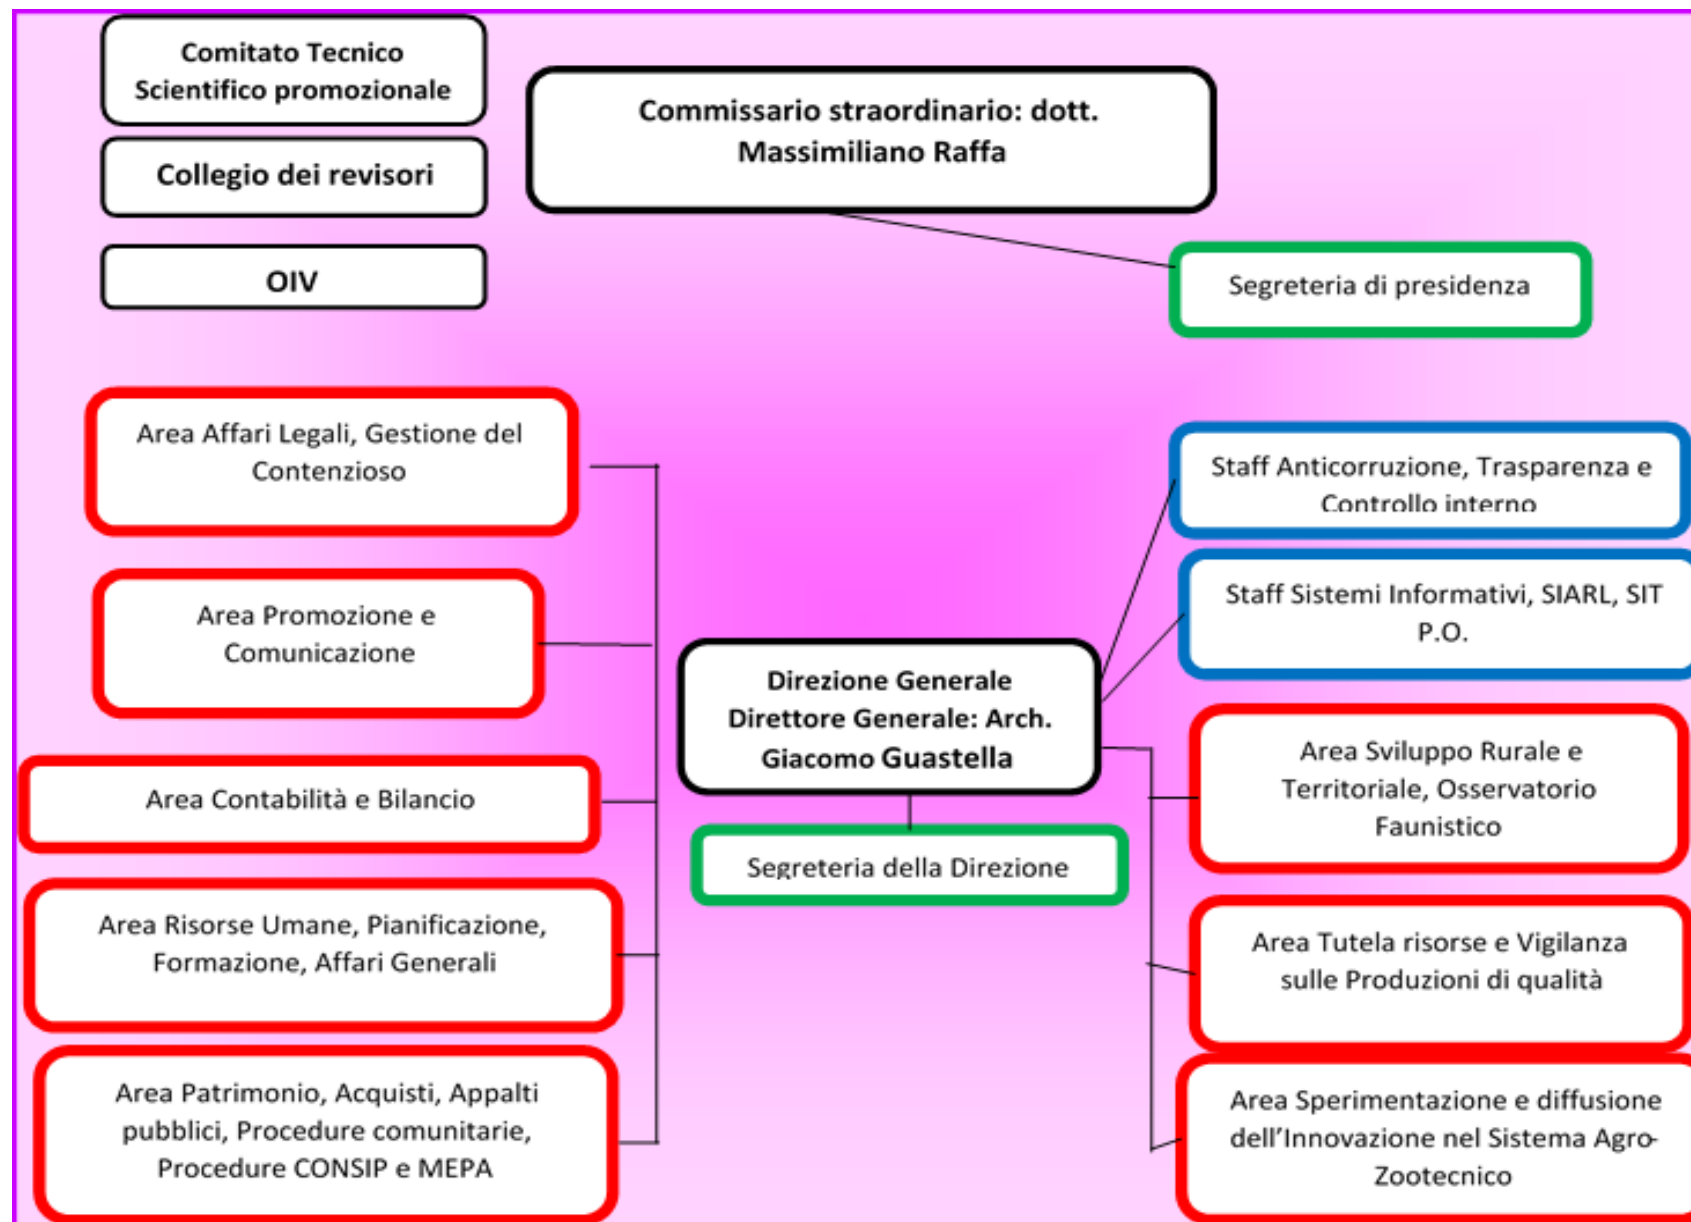 Comitato Tecnico
Scientifico promozionale
Collegio dei revisori
OIV
Commissario straordinario: dott.
Massimiliano Raffa
Segreteria di presidenza
Area Affari Legali, Gestione del
Contenzioso
Area Promozione e
Comunicazione
Area Contabilità e Bilancio
Area Risorse Umane, Pianificazione,
Formazione, Affari Generali
Area Patrimonio, Acquisti, Appalti
pubblici, Procedure comunitarie,
Procedure CONSIP e MEPA
Direzione Generale
Direttore Generale: Arch.
Giacomo Guastella
Segreteria della Direzione
Staff Anticorruzione, Trasparenza e
Controllo interno
Staff Sistemi Informativi, SIARL, SIT
P.O.
Area Sviluppo Rurale e
Territoriale, Osservatorio
Faunistico
Area Tutela risorse e Vigilanza
sulle Produzioni di qualità
Area Sperimentazione e diffusione
dell’Innovazione nel Sistema Agro-
Zootecnico